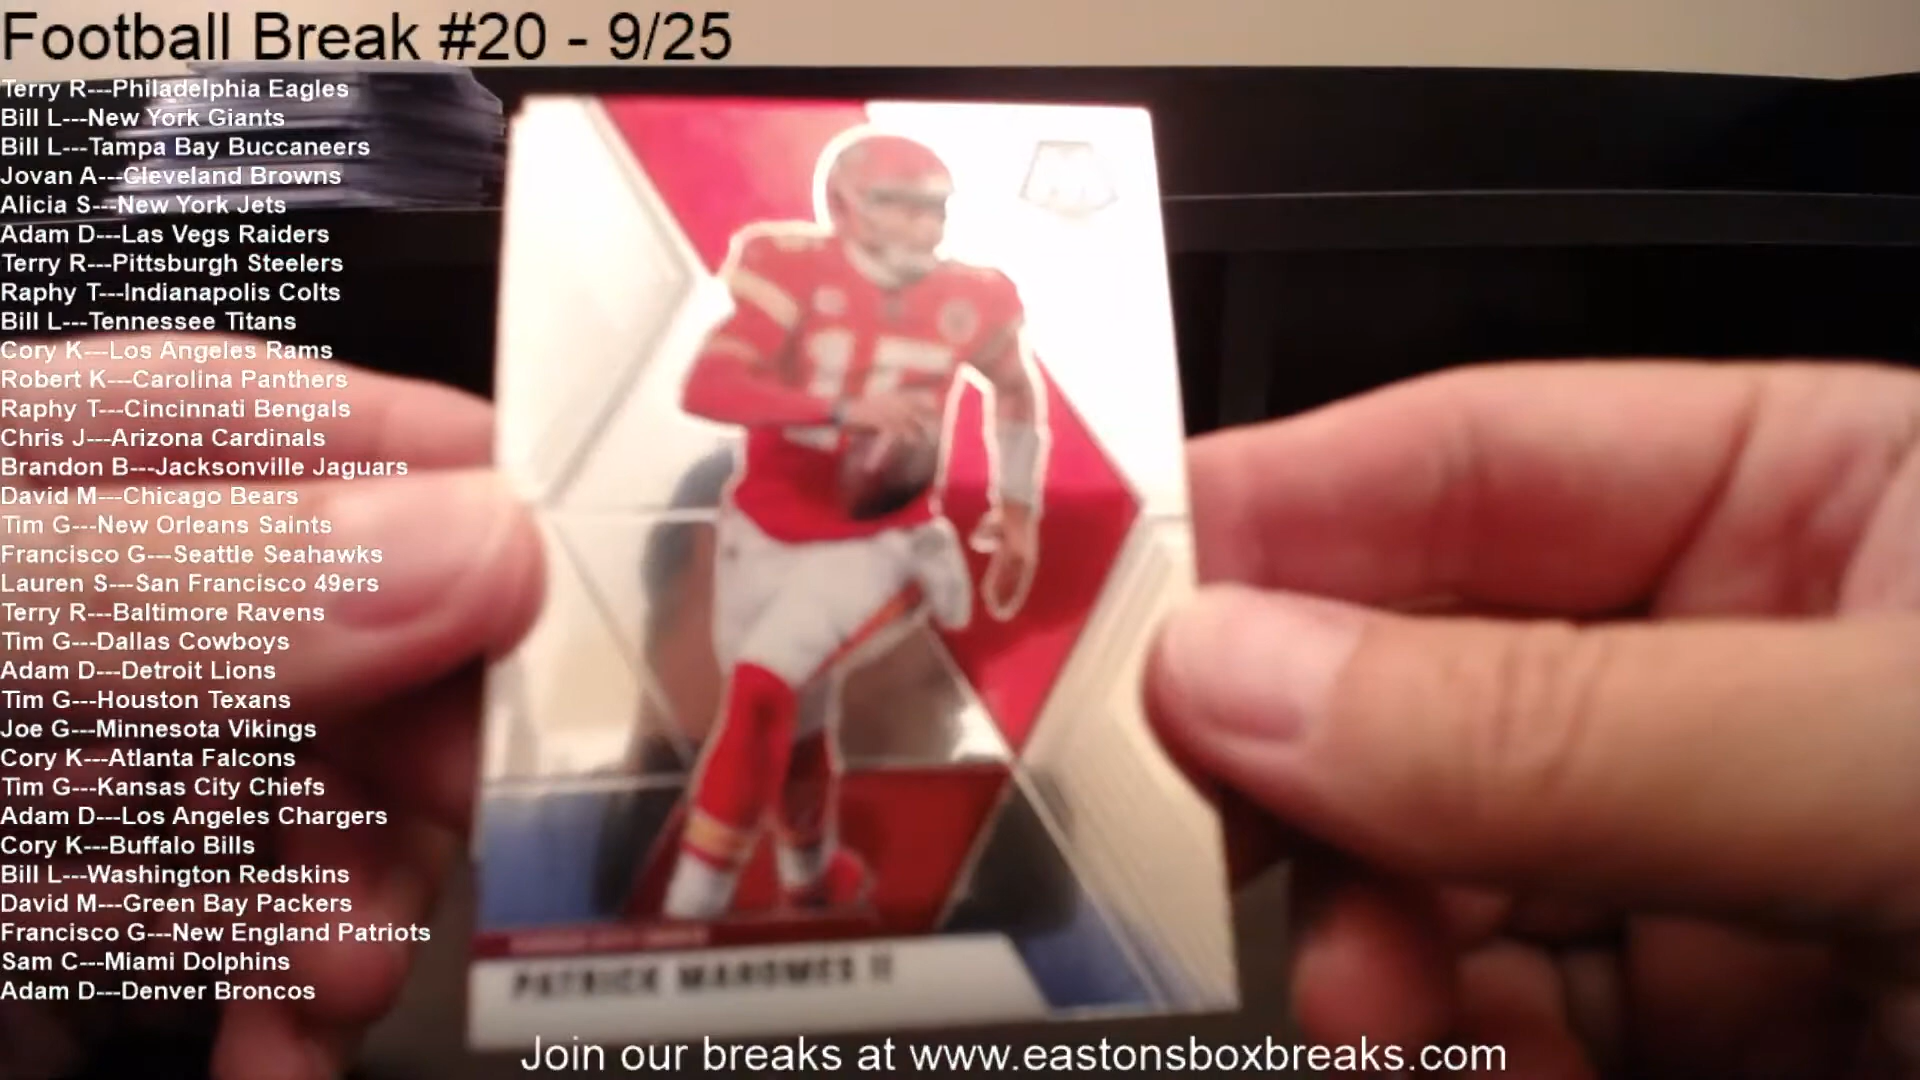 Football Break #20 - 9/25
Terry R---Philadelphia Eagles
Bill L---New York Giants
Bill L---Tampa Bay Buccaneers
Jovan A---Cleveland Browns
Alicia S---New York Jets
Adam D---Las Vegs Raiders
Terry R---Pittsburgh Steelers
Raphy T---Indianapolis Colts
Bill L---Tennessee Titans
Cory K---Los Angeles Rams
Robert K---Carolina Panthers
Raphy T---Cincinnati Bengals
Chris J---Arizona Cardinals
Brandon B---Jacksonville Jaguars
David M---Chicago Bears
Tim G---New Orleans Saints
Francisco G---Seattle Seahawks
Lauren S---San Francisco 49ers
Terry R---Baltimore Ravens
Tim G---Dallas Cowboys
Adam D---Detroit Lions
Tim G---Houston Texans
Joe G---Minnesota Vikings
Cory K---Atlanta Falcons
Tim G---Kansas City Chiefs
Adam D---Los Angeles Chargers
Cory K---Buffalo Bills
Bill L---Washington Redskins
David M---Green Bay Packers
Francisco G---New England Patriots
Sam C---Miami Dolphins
Adam D---Denver Broncos
15
PATRICK MAHOMES II
Join our breaks at www.eastonsboxbreaks.com